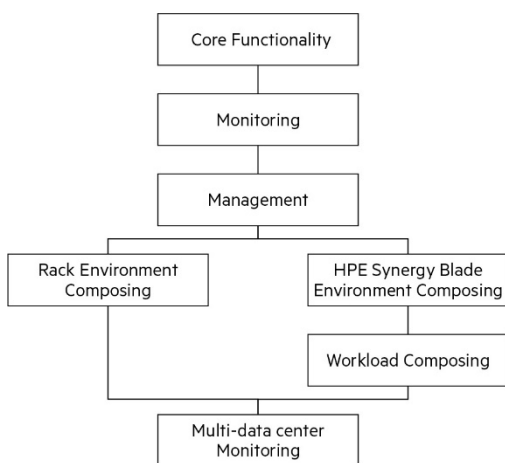 Core Functionality
Monitoring
Management
Rack Environment
Composing
HPE Synergy Blade
Environment Composing
Workload Composing
Multi-data center
Monitoring